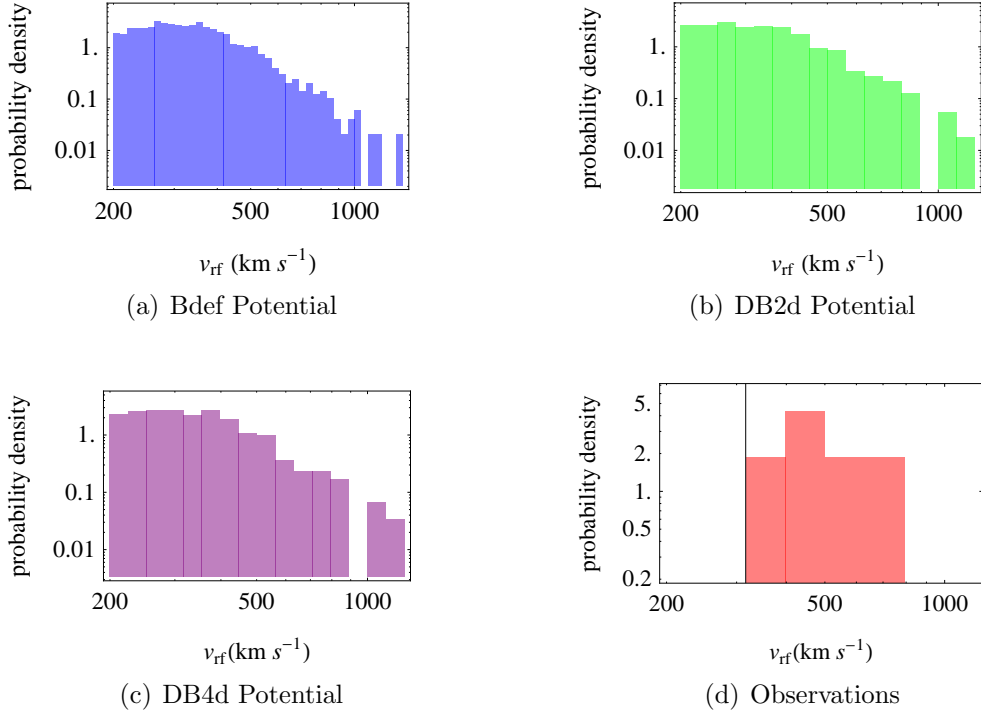 probability density
1.
0.1
0.01
200
500
1000
v_rf (km s^−1)
(a) Bdef Potential
probability density
1.
0.1
0.01
200
500
1000
v_rf (km s^−1)
(b) DB2d Potential
probability density
1.
0.1
0.01
200
500
1000
v_rf(km s^−1)
(c) DB4d Potential
probability density
5.
2.
1.0
0.5
0.2
200
500
1000
v_rf(km s^−1)
(d) Observations